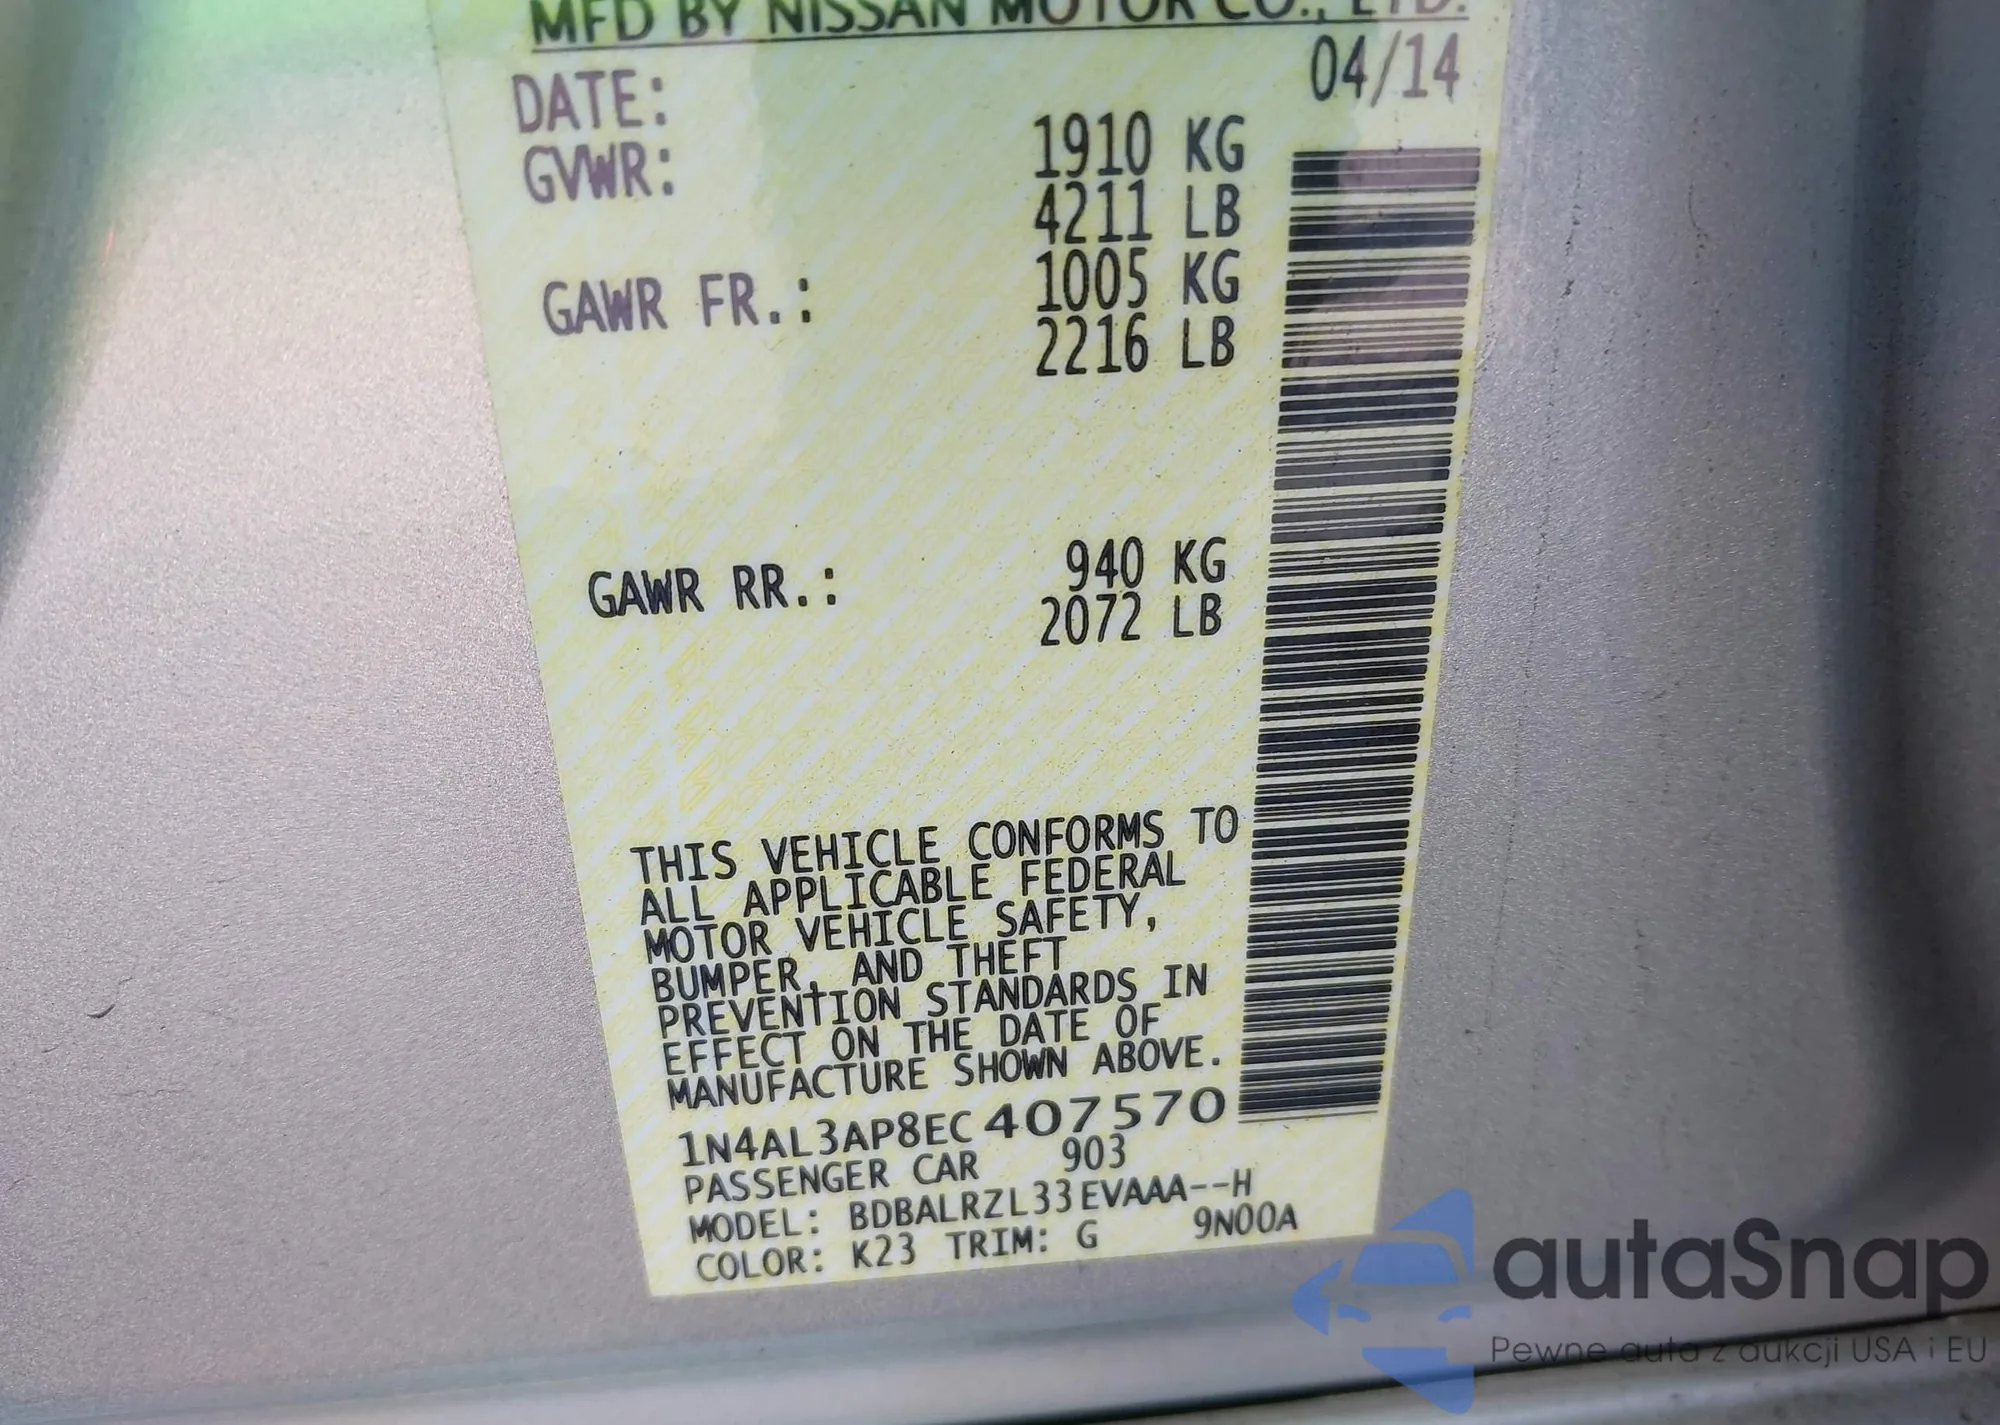 MFD BY NISSAN MOTOR CO., LTD.
DATE: 04/14
GVWR: 1910 KG
4211 LB
GAWR FR.: 1005 KG
2216 LB
GAWR RR.: 940 KG
2072 LB
THIS VEHICLE CONFORMS TO
ALL APPLICABLE FEDERAL
MOTOR VEHICLE SAFETY,
BUMPER, AND THEFT
PREVENTION STANDARDS IN
EFFECT ON THE DATE OF
MANUFACTURE SHOWN ABOVE.
1N4AL3AP8EC407570
PASSENGER CAR 903
MODEL: BDBALRZL33EVAAA--H
COLOR: K23 TRIM: G 9N00A
autaSnap
Pewne auta z aukcji USA i EU